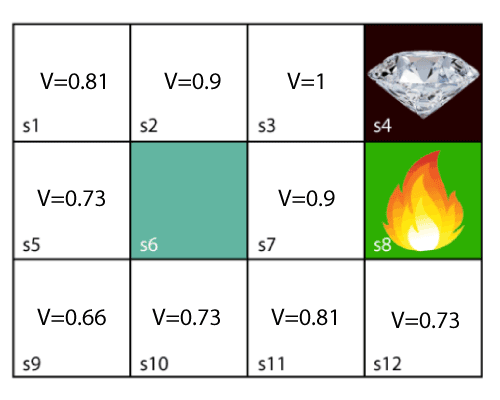 V=0.81 V=0.9 V=1
s1 s2 s3 s4
V=0.73 V=0.9
s5 s6 s7 s8
V=0.66 V=0.73 V=0.81 V=0.73
s9 s10 s11 s12